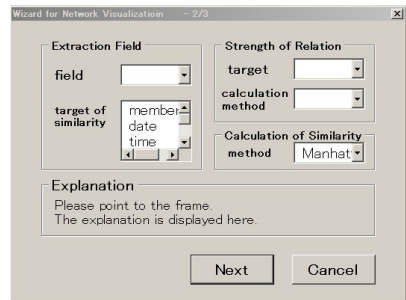 Wizard for Network Visualizatioin - 2/3
Extraction Field
field
target of
similarity
member
date
time
Strength of Relation
target
calculation
method
Calculation of Similarity
method
Manhat
Explanation
Please point to the frame.
The explanation is displayed here.
Next
Cancel